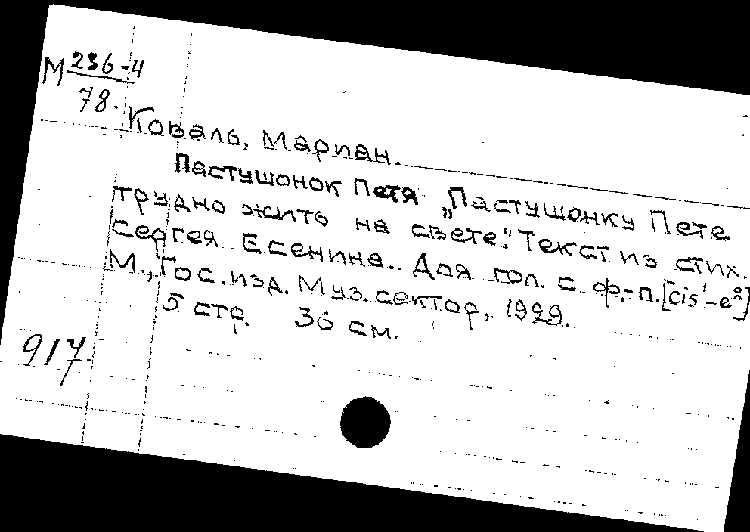 М 236-4
78.
Коваль, Мариан.
Пастушонок Петя „Пастушонку Пете
трудно жить на свете." Текст из стих.
Сергея Есенина.. Для гол. с ф.-п. [cis¹-e²]
М., Гос. изд. Муз. сектор, 1929.
5 стр. 36 см.
917